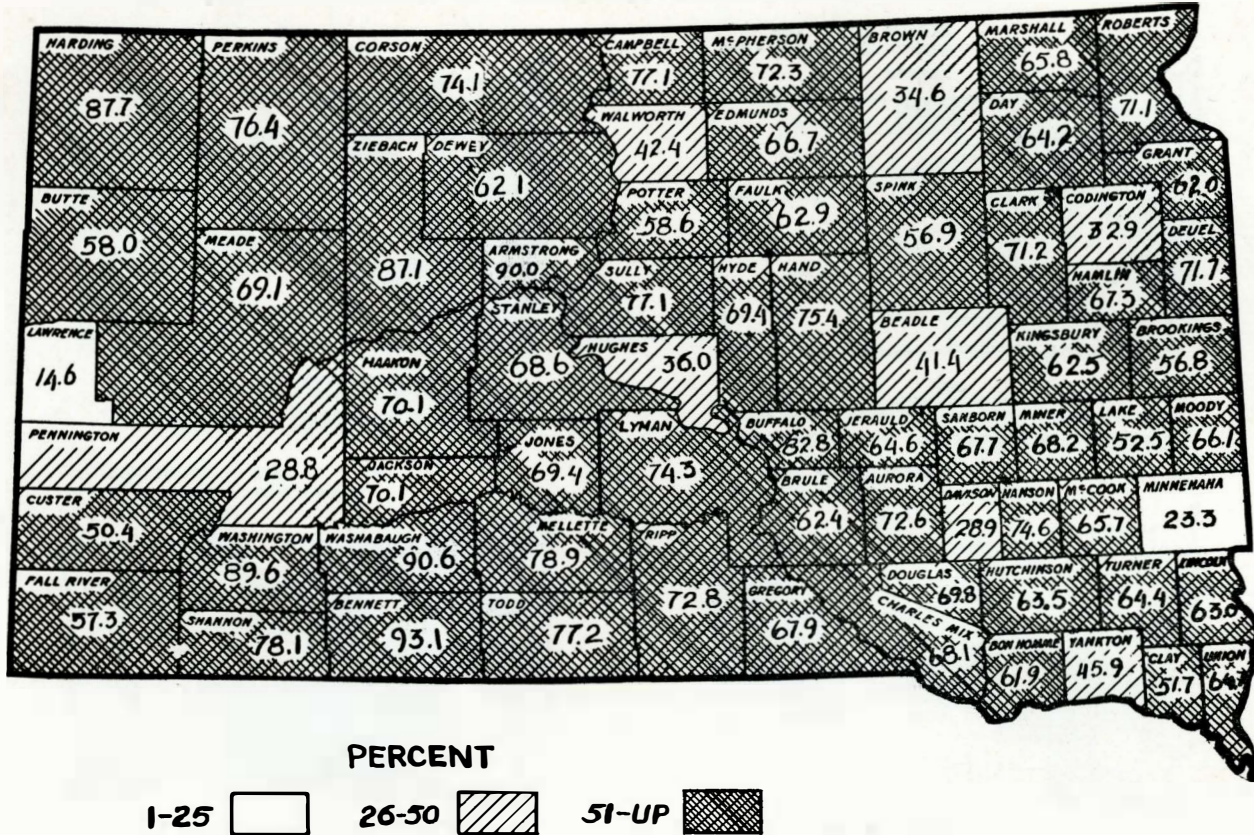 HARDING
87.7
PERKINS
76.4
CORSON
74.1
CAMPBELL
77.1
McPHERSON
72.3
BROWN
34.6
MARSHALL
65.8
ROBERTS
71.1
WALWORTH
42.4
EDMUNDS
66.7
DAY
64.2
ZIEBACH
87.1
DEWEY
62.1
GRANT
62.0
BUTTE
58.0
MEADE
69.1
POTTER
58.6
FAULK
62.9
SPINK
56.9
CLARK
71.2
CODINGTON
32.9
DEUEL
71.7
ARMSTRONG
90.0
SULLY
77.1
HYDE
69.4
HAND
75.4
HAMLIN
67.3
STANLEY
68.6
LAWRENCE
14.6
HAAKON
70.1
HUGHES
36.0
BEADLE
41.4
KINGSBURY
62.5
BROOKINGS
56.8
PENNINGTON
28.8
JONES
69.4
LYMAN
74.3
BUFFALO
82.8
JERAULD
64.6
SANBORN
67.7
MINER
68.2
LAKE
52.5
MOODY
66.1
JACKSON
70.1
CUSTER
50.4
BRULE
62.4
AURORA
72.6
DAVISON
28.9
HANSON
74.6
McCOOK
65.7
MINNEHAHA
23.3
WASHINGTON
89.6
WASHABAUGH
90.6
MELLETTE
78.9
TRIPP
72.8
FALL RIVER
57.3
GREGORY
67.9
DOUGLAS
69.8
HUTCHINSON
63.5
TURNER
64.4
LINCOLN
63.0
SHANNON
78.1
BENNETT
93.1
TODD
77.2
CHARLES MIX
68.1
BON HOMME
61.9
YANKTON
45.9
CLAY
51.7
UNION
PERCENT
1-25 26-50 51-UP